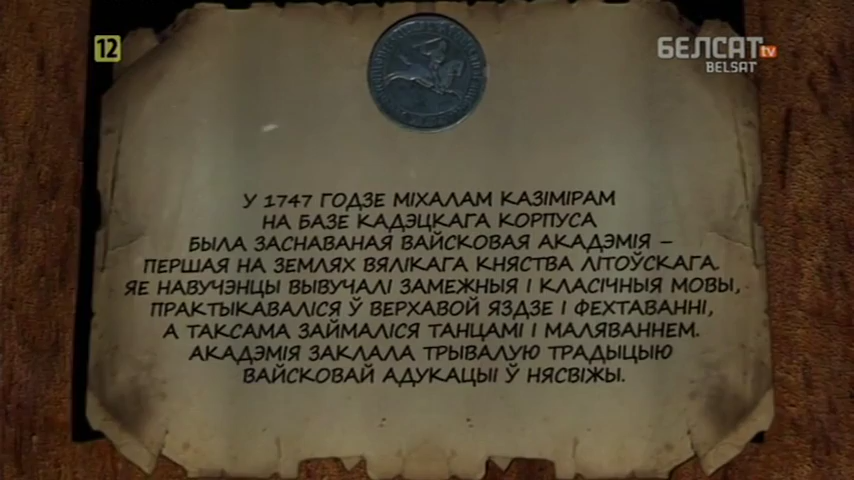 12
БЕЛСАТ tv
BELSAT
У 1747 ГОДЗЕ МІХАЛАМ КАЗІМІРАМ
НА БАЗЕ КАДЭЦКАГА КОРПУСА
БЫЛА ЗАСНАВАНАЯ ВАЙСКОВАЯ АКАДЭМІЯ –
ПЕРШАЯ НА ЗЕМЛЯХ ВЯЛІКАГА КНЯСТВА ЛІТОЎСКАГА.
ЯЕ НАВУЧЭНЦЫ ВЫВУЧАЛІ ЗАМЕЖНЫЯ І КЛАСІЧНЫЯ МОВЫ,
ПРАКТЫКАВАЛІСЯ Ў ВЕРХАВОЙ ЯЗДЗЕ І ФЕХТАВАННІ,
А ТАКСАМА ЗАЙМАЛІСЯ ТАНЦАМІ І МАЛЯВАННЕМ.
АКАДЭМІЯ ЗАКЛАЛА ТРЫВАЛУЮ ТРАДЫЦЫЮ
ВАЙСКОВАЙ АДУКАЦЫІ Ў НЯСВІЖЫ.